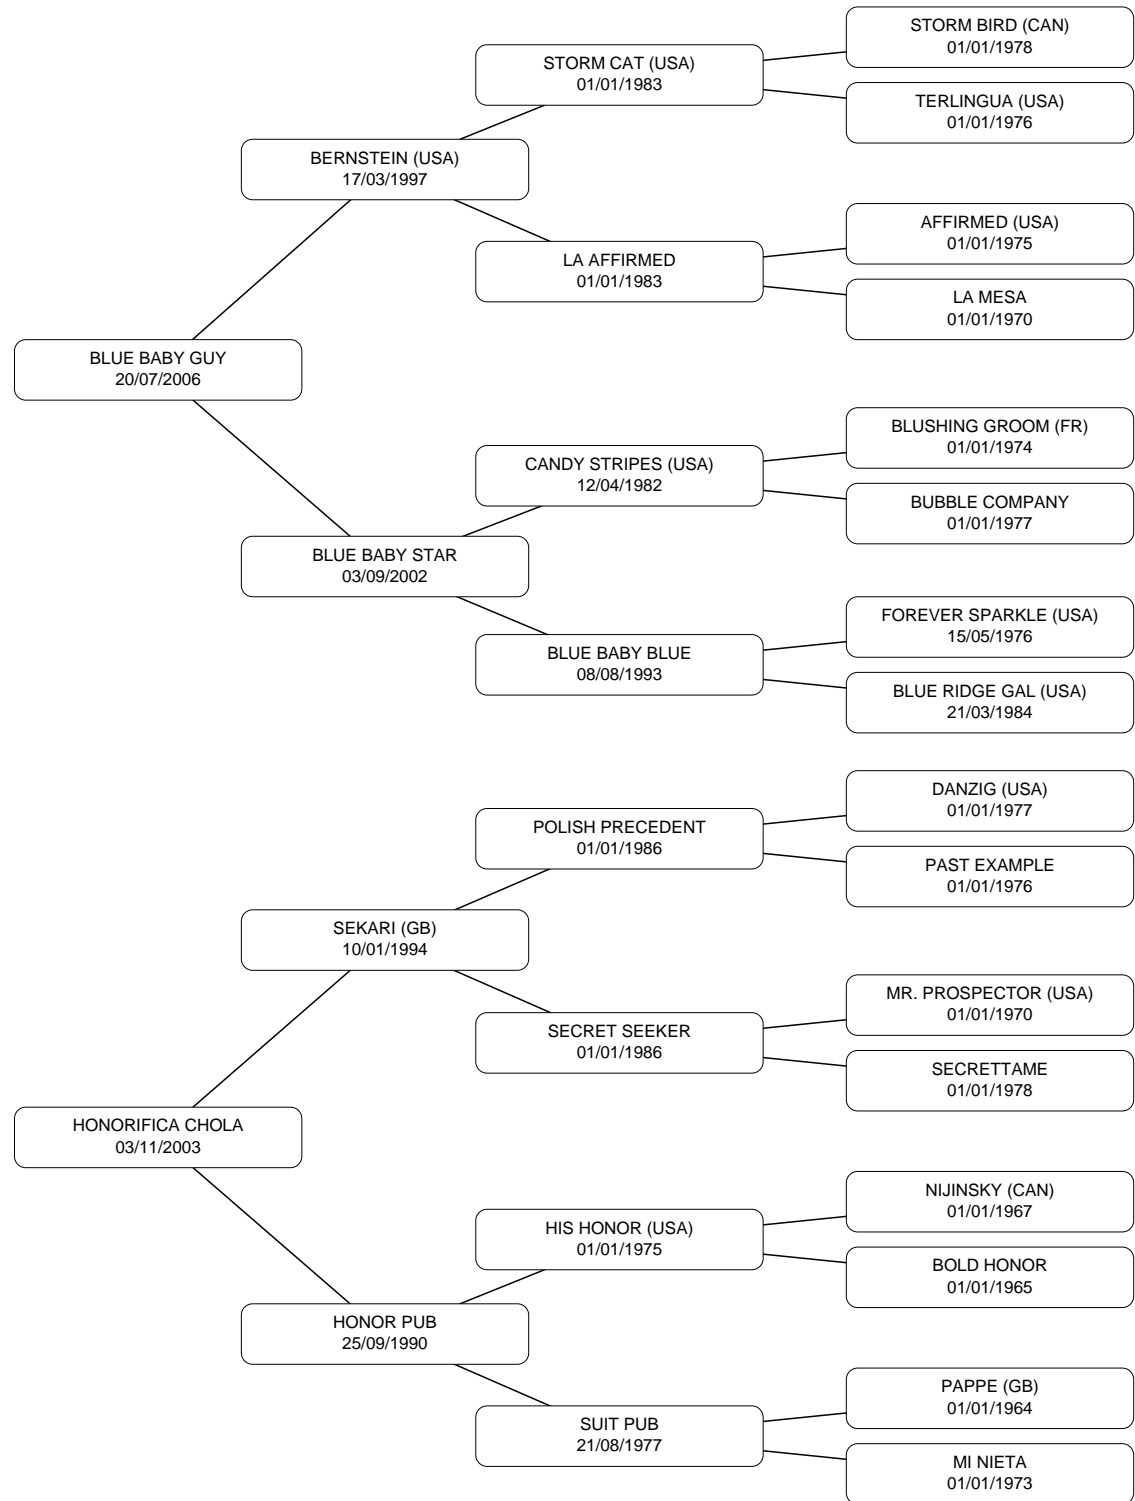 STORM BIRD (CAN)
01/01/1978
STORM CAT (USA)
01/01/1983
TERLINGUA (USA)
01/01/1976
BERNSTEIN (USA)
17/03/1997
AFFIRMED (USA)
01/01/1975
LA AFFIRMED
01/01/1983
LA MESA
01/01/1970
BLUE BABY GUY
20/07/2006
BLUSHING GROOM (FR)
01/01/1974
CANDY STRIPES (USA)
12/04/1982
BUBBLE COMPANY
01/01/1977
BLUE BABY STAR
03/09/2002
FOREVER SPARKLE (USA)
15/05/1976
BLUE BABY BLUE
08/08/1993
BLUE RIDGE GAL (USA)
21/03/1984
DANZIG (USA)
01/01/1977
POLISH PRECEDENT
01/01/1986
PAST EXAMPLE
01/01/1976
SEKARI (GB)
10/01/1994
MR. PROSPECTOR (USA)
01/01/1970
SECRET SEEKER
01/01/1986
SECRETTAME
01/01/1978
HONORIFICA CHOLA
03/11/2003
NIJINSKY (CAN)
01/01/1967
HIS HONOR (USA)
01/01/1975
BOLD HONOR
01/01/1965
HONOR PUB
25/09/1990
PAPPE (GB)
01/01/1964
SUIT PUB
21/08/1977
MI NIETA
01/01/1973